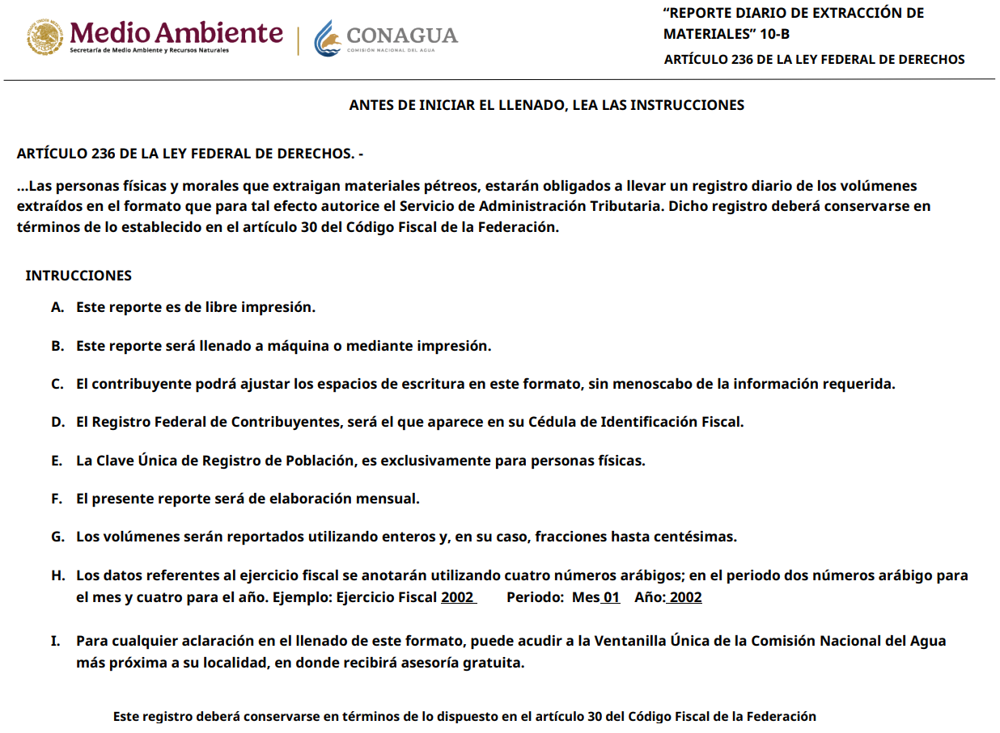 Medio Ambiente
Secretaría de Medio Ambiente y Recursos Naturales
CONAGUA
COMISIÓN NACIONAL DEL AGUA
“REPORTE DIARIO DE EXTRACCIÓN DE
MATERIALES” 10-B
ARTÍCULO 236 DE LA LEY FEDERAL DE DERECHOS
ANTES DE INICIAR EL LLENADO, LEA LAS INSTRUCCIONES
ARTÍCULO 236 DE LA LEY FEDERAL DE DERECHOS. -
...Las personas físicas y morales que extraigan materiales pétreos, estarán obligados a llevar un registro diario de los volúmenes
extraídos en el formato que para tal efecto autorice el Servicio de Administración Tributaria. Dicho registro deberá conservarse en
términos de lo establecido en el artículo 30 del Código Fiscal de la Federación.
INTRUCCIONES
A. Este reporte es de libre impresión.
B. Este reporte será llenado a máquina o mediante impresión.
C. El contribuyente podrá ajustar los espacios de escritura en este formato, sin menoscabo de la información requerida.
D. El Registro Federal de Contribuyentes, será el que aparece en su Cédula de Identificación Fiscal.
E. La Clave Única de Registro de Población, es exclusivamente para personas físicas.
F. El presente reporte será de elaboración mensual.
G. Los volúmenes serán reportados utilizando enteros y, en su caso, fracciones hasta centésimas.
H. Los datos referentes al ejercicio fiscal se anotarán utilizando cuatro números arábigos; en el periodo dos números arábigo para
el mes y cuatro para el año. Ejemplo: Ejercicio Fiscal 2002 Periodo: Mes 01 Año: 2002
I. Para cualquier aclaración en el llenado de este formato, puede acudir a la Ventanilla Única de la Comisión Nacional del Agua
más próxima a su localidad, en donde recibirá asesoría gratuita.
Este registro deberá conservarse en términos de lo dispuesto en el artículo 30 del Código Fiscal de la Federación